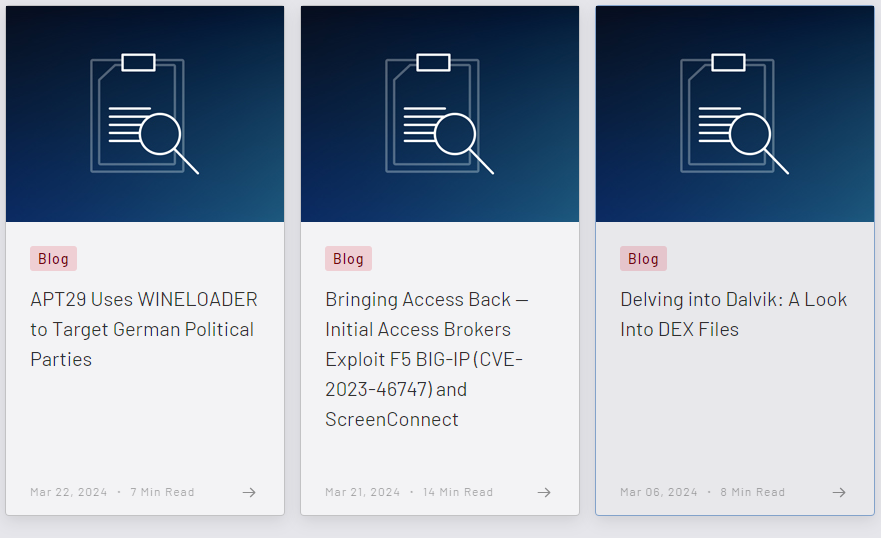 Blog
APT29 Uses WINELOADER
to Target German Political
Parties
Mar 22, 2024 · 7 Min Read
Blog
Bringing Access Back —
Initial Access Brokers
Exploit F5 BIG-IP (CVE-
2023-46747) and
ScreenConnect
Mar 21, 2024 · 14 Min Read
Blog
Delving into Dalvik: A Look
Into DEX Files
Mar 06, 2024 · 8 Min Read